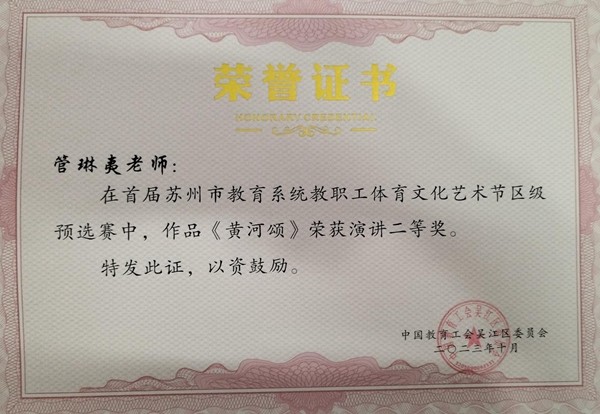 荣誉证书
HONORARY CREDENTIAL
管琳夷老师：
在首届苏州市教育系统教职工体育文化艺术节区级
预选赛中，作品《黄河颂》荣获演讲二等奖。
特发此证，以资鼓励。
中国教育工会吴江区委员会
二〇二三年十月